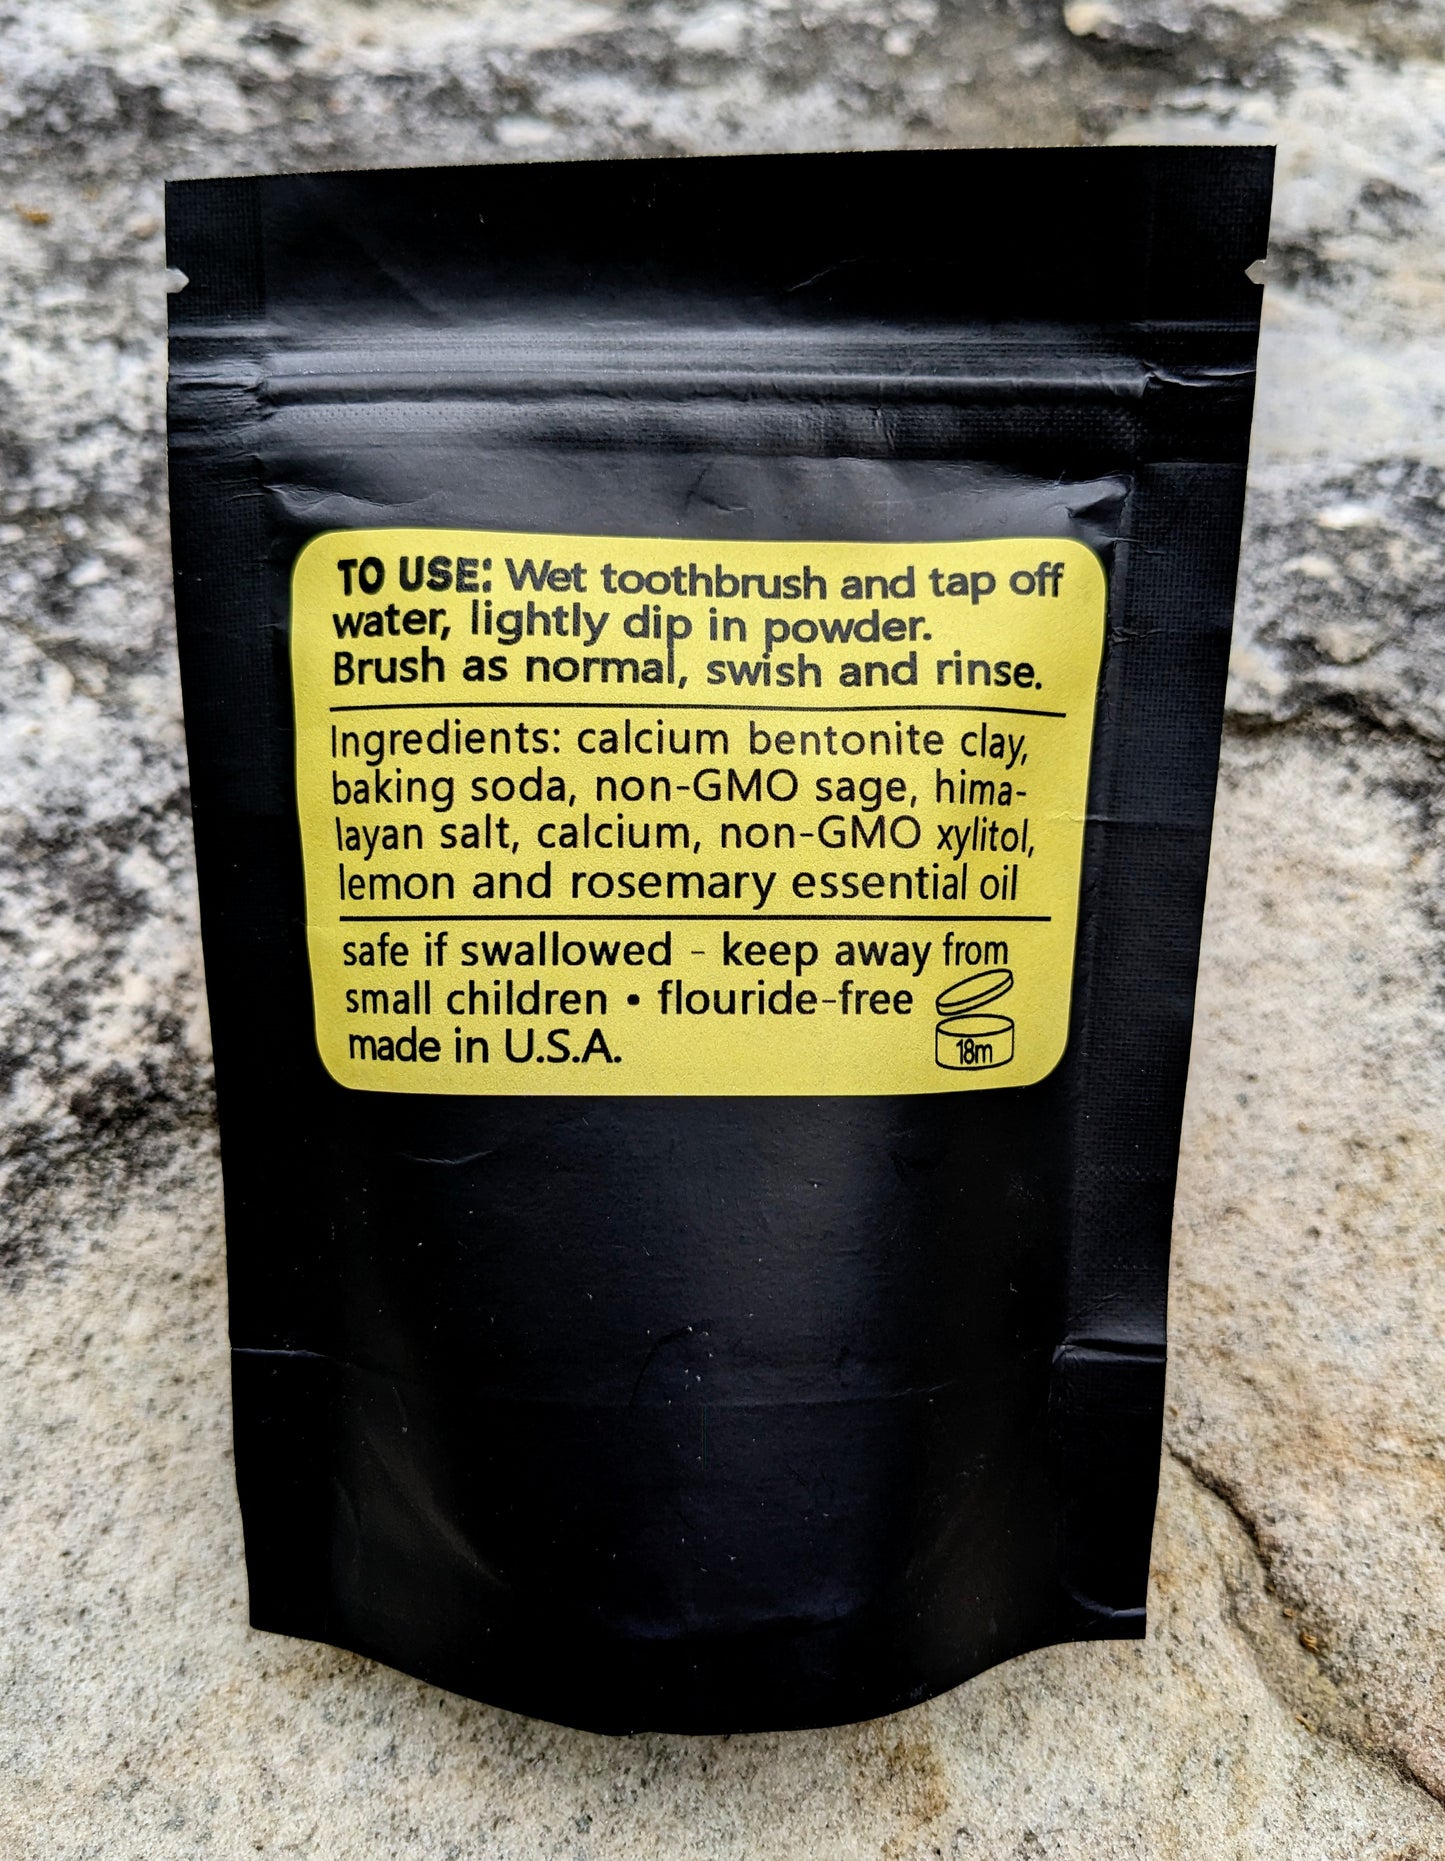 TO USE: Wet toothbrush and tap off
water, lightly dip in powder.
Brush as normal, swish and rinse.
Ingredients: calcium bentonite clay,
baking soda, non-GMO sage, hima-
layan salt, calcium, non-GMO xylitol,
lemon and rosemary essential oil
safe if swallowed - keep away from
small children • flouride-free
made in U.S.A.
18m